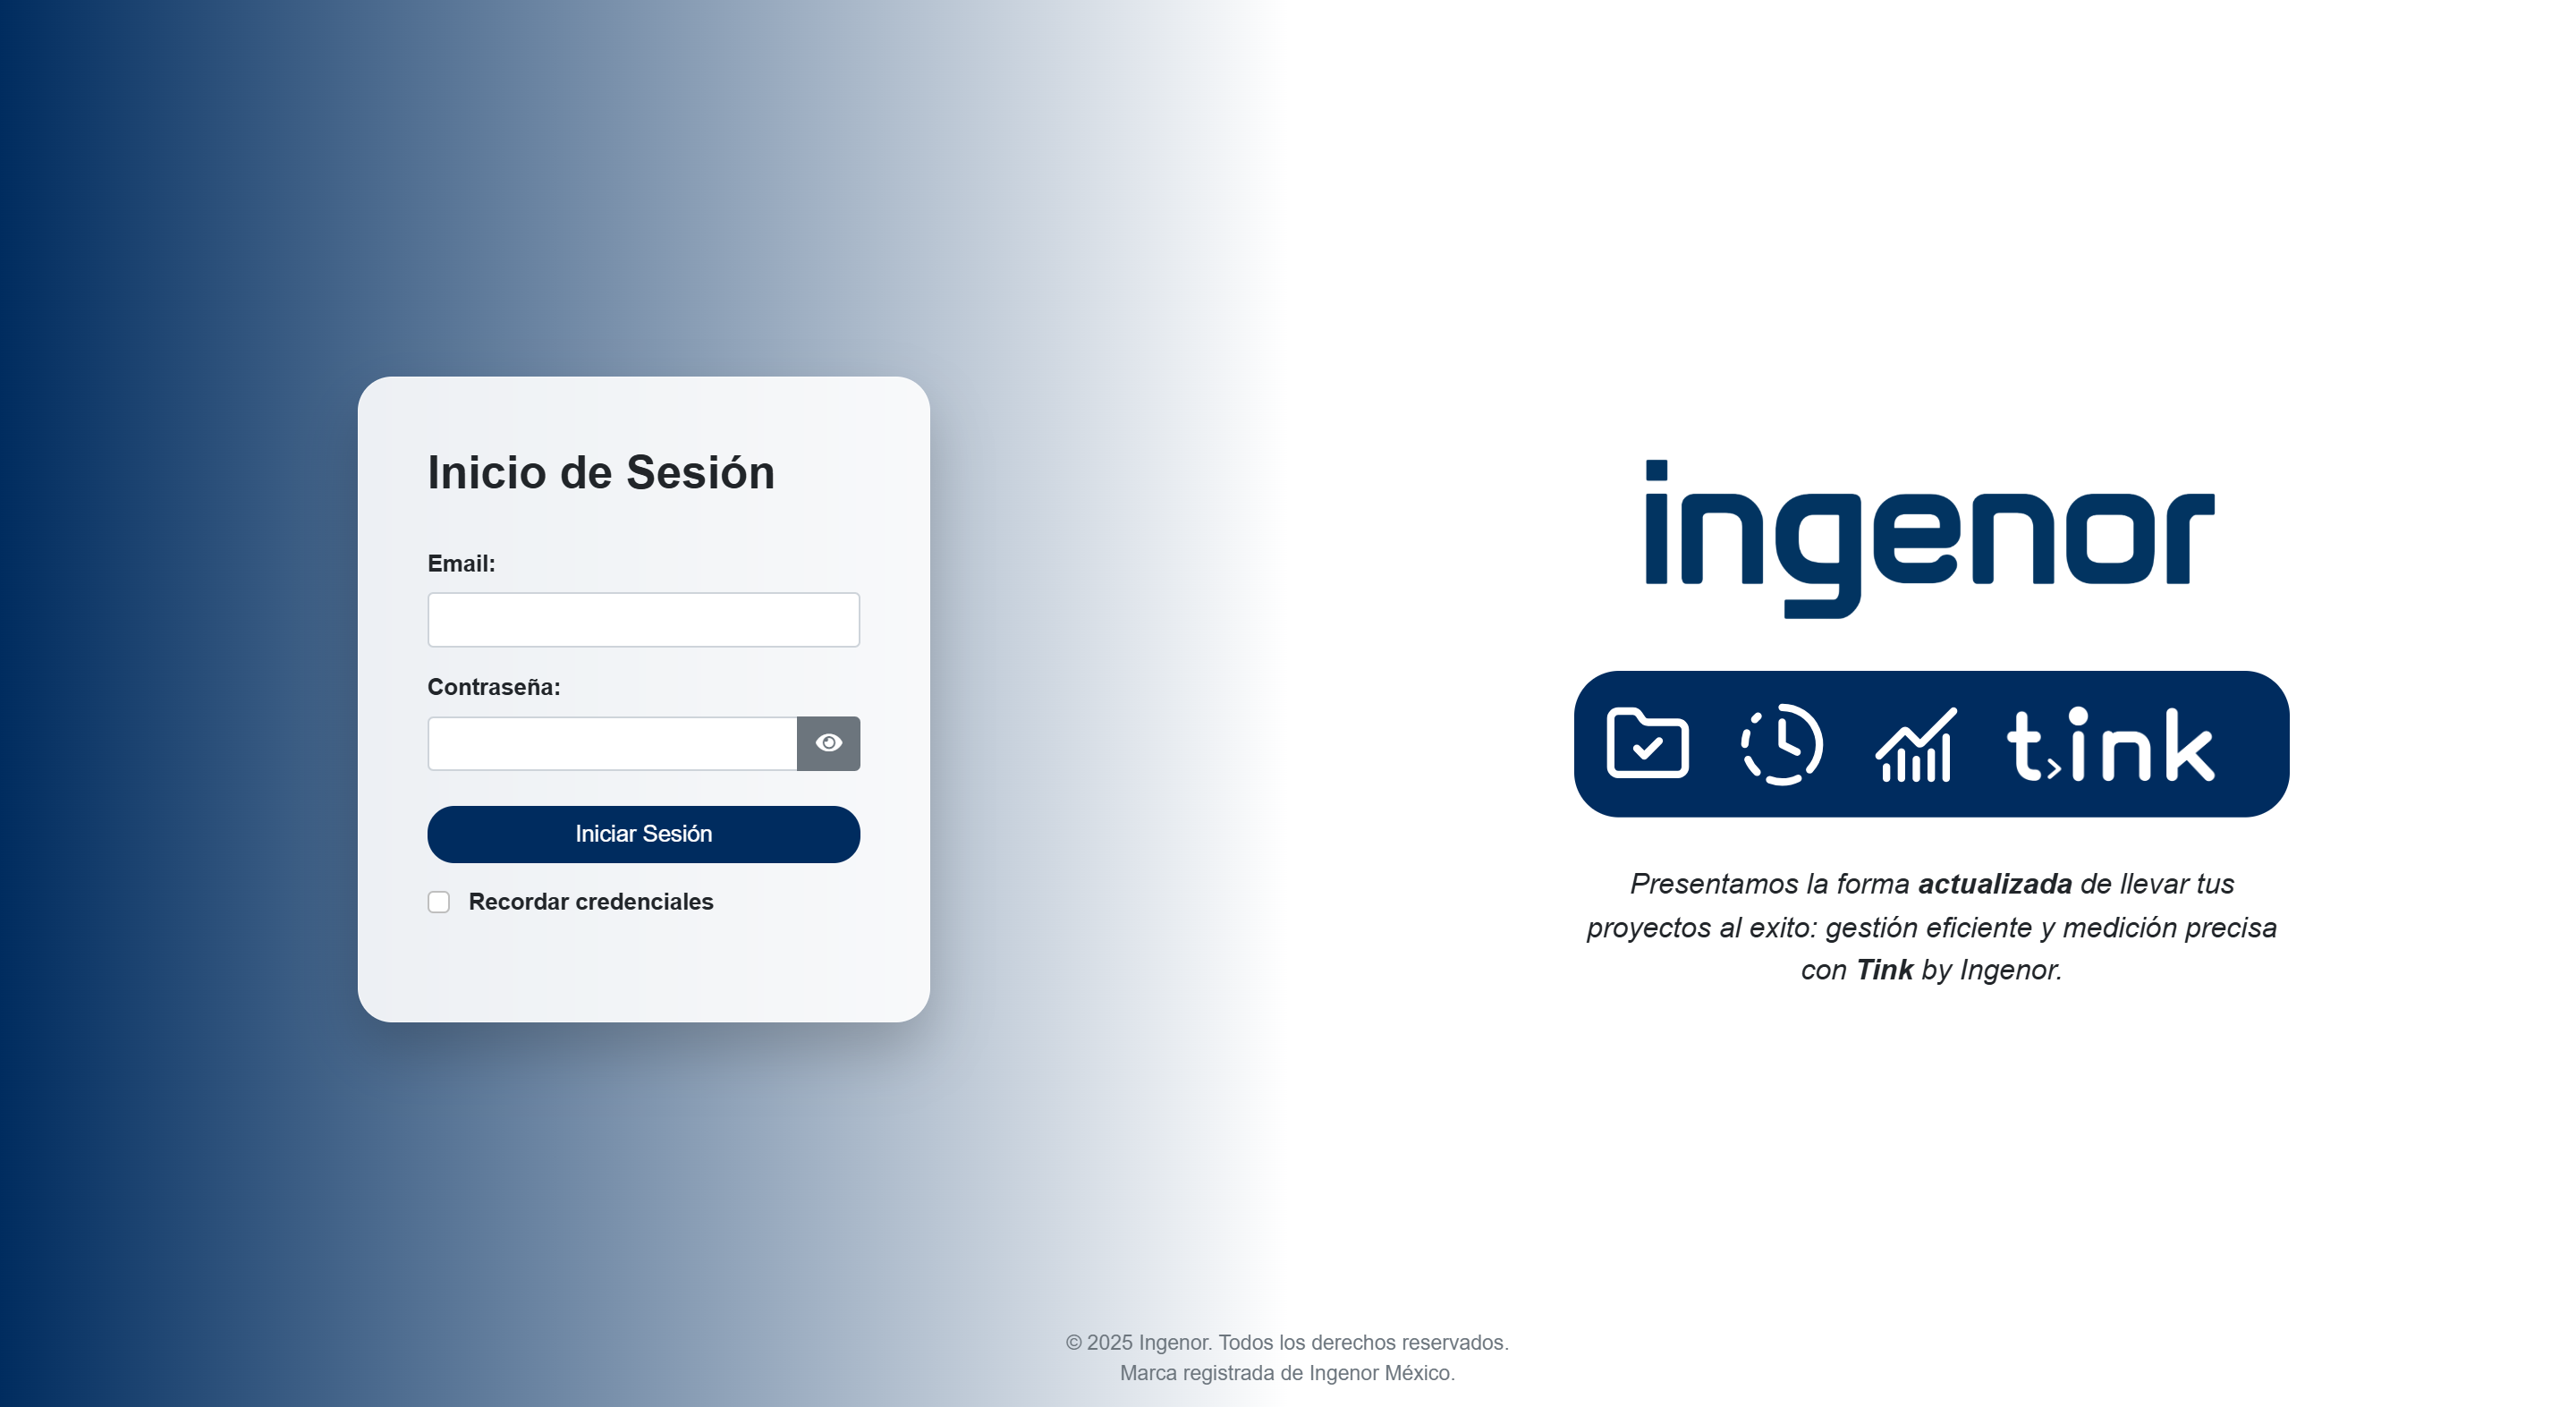 Inicio de Sesión
Email:
Contraseña:
Iniciar Sesión
Recordar credenciales
ingenor
t>ink
Presentamos la forma actualizada de llevar tus
proyectos al exito: gestión eficiente y medición precisa
con Tink by Ingenor.
© 2025 Ingenor. Todos los derechos reservados.
Marca registrada de Ingenor México.